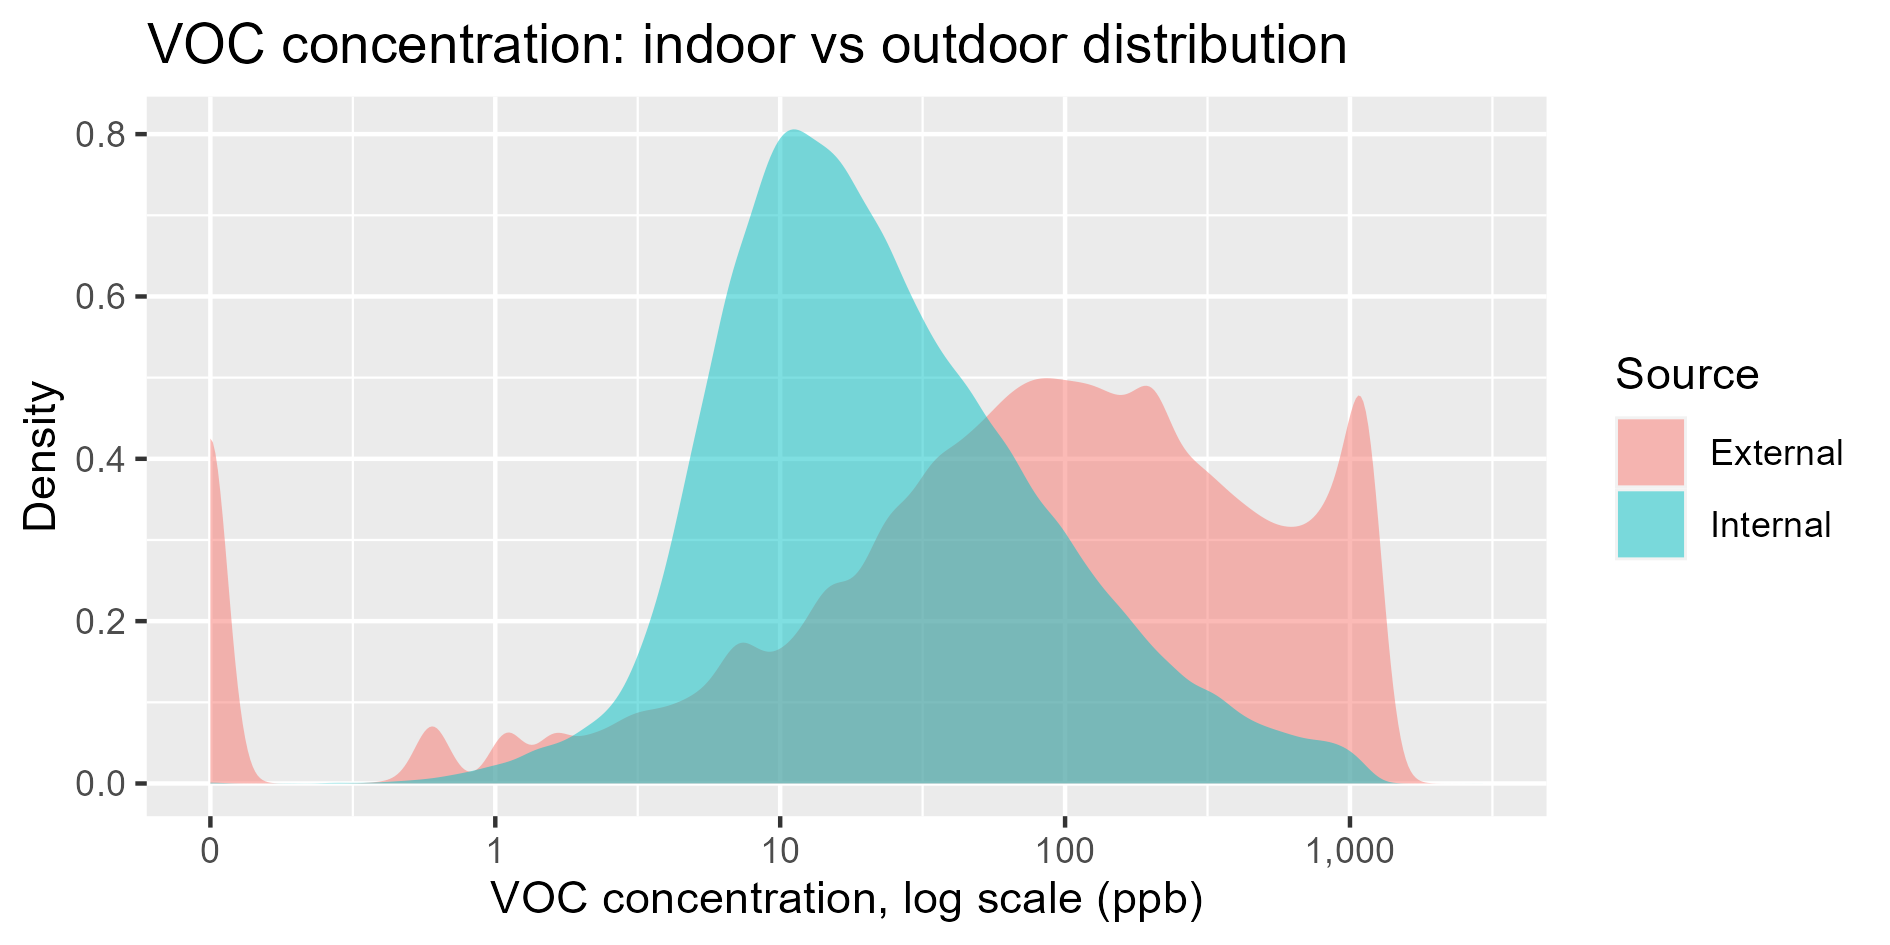 VOC concentration: indoor vs outdoor distribution
Density
0.8
0.6
0.4
0.2
0.0
0
1
10
100
1,000
VOC concentration, log scale (ppb)
Source
External
Internal